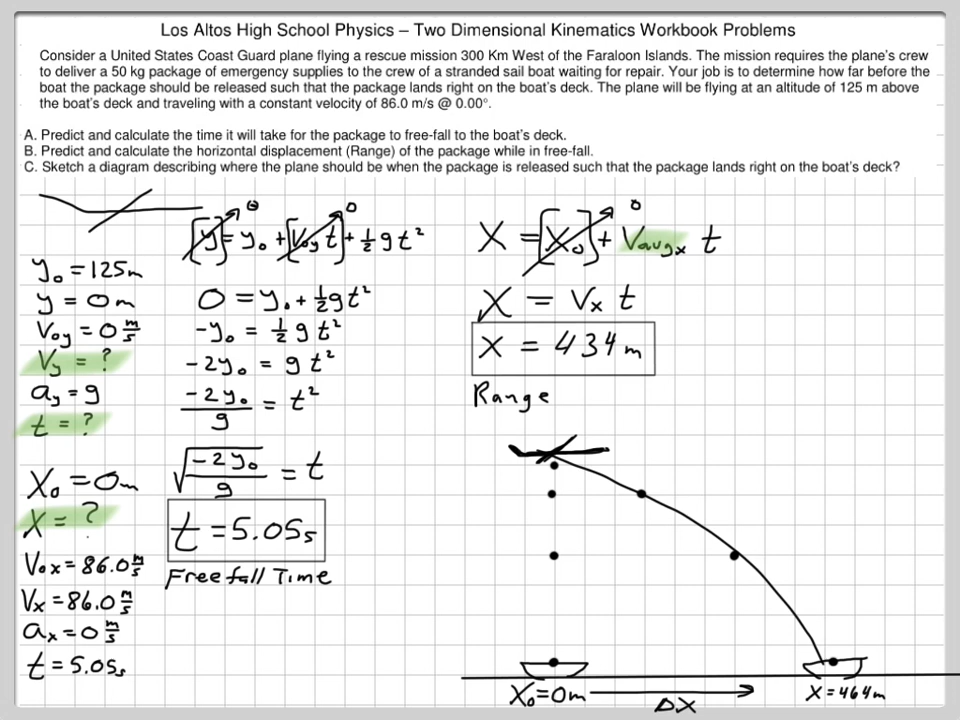 Los Altos High School Physics – Two Dimensional Kinematics Workbook Problems
Consider a United States Coast Guard plane flying a rescue mission 300 Km West of the Faraloon Islands. The mission requires the plane's crew
to deliver a 50 kg package of emergency supplies to the crew of a stranded sail boat waiting for repair. Your job is to determine how far before the
boat the package should be released such that the package lands right on the boat's deck. The plane will be flying at an altitude of 125 m above
the boat's deck and traveling with a constant velocity of 86.0 m/s @ 0.00°.
A. Predict and calculate the time it will take for the package to free-fall to the boat's deck.
B. Predict and calculate the horizontal displacement (Range) of the package while in free-fall.
C. Sketch a diagram describing where the plane should be when the package is released such that the package lands right on the boat's deck?
y₀ = 125m
y = 0m
V₀y = 0 m/s
Vy = ?
ay = g
t = ?
X₀ = 0m
X = ?
V₀x = 86.0 m/s
Vx = 86.0 m/s
ax = 0 m/s
t = 5.05s
[y]⁰ = y₀ + [V₀y t]⁰ + ½ g t²
0 = y₀ + ½ g t²
-y₀ = ½ g t²
-2y₀ = g t²
-2y₀/g = t²
√(-2y₀/g) = t
t = 5.05s
Free fall Time
X = [X₀]⁰ + Vavgx t
X = Vx t
X = 434m
Range
X₀=0m
ΔX
X = 464m